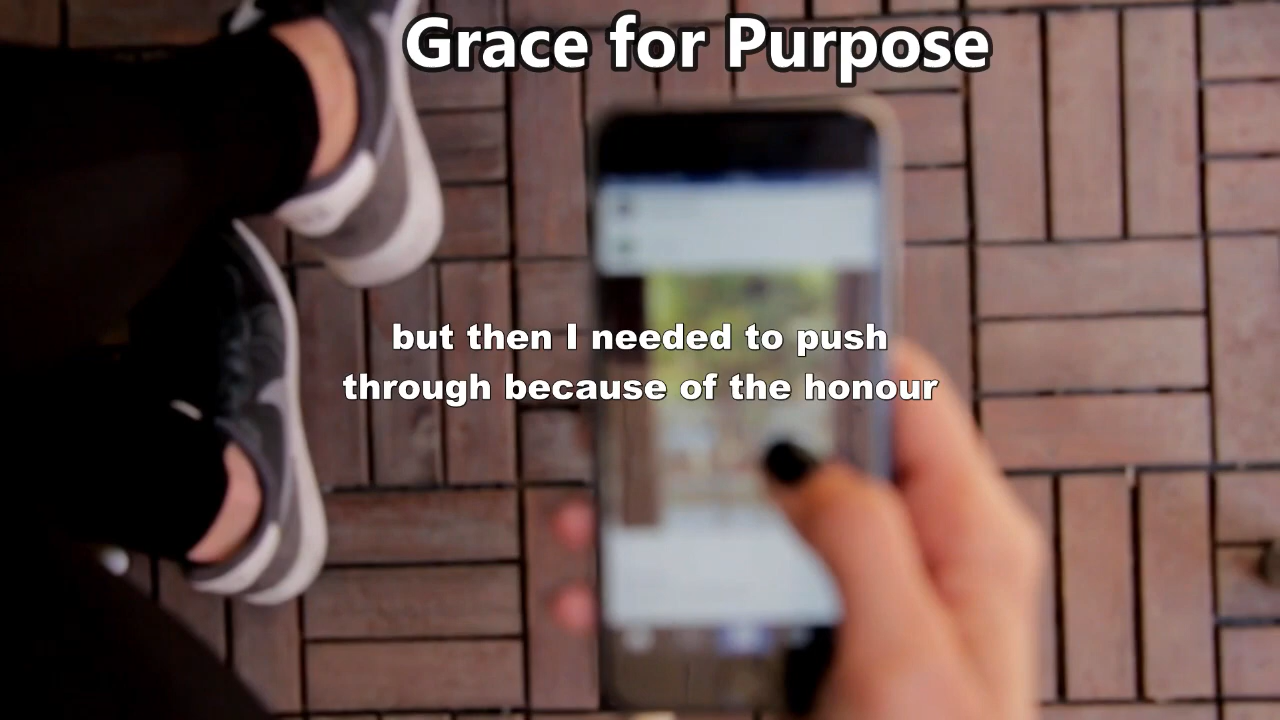 Grace for Purpose
but then I needed to push
through because of the honour